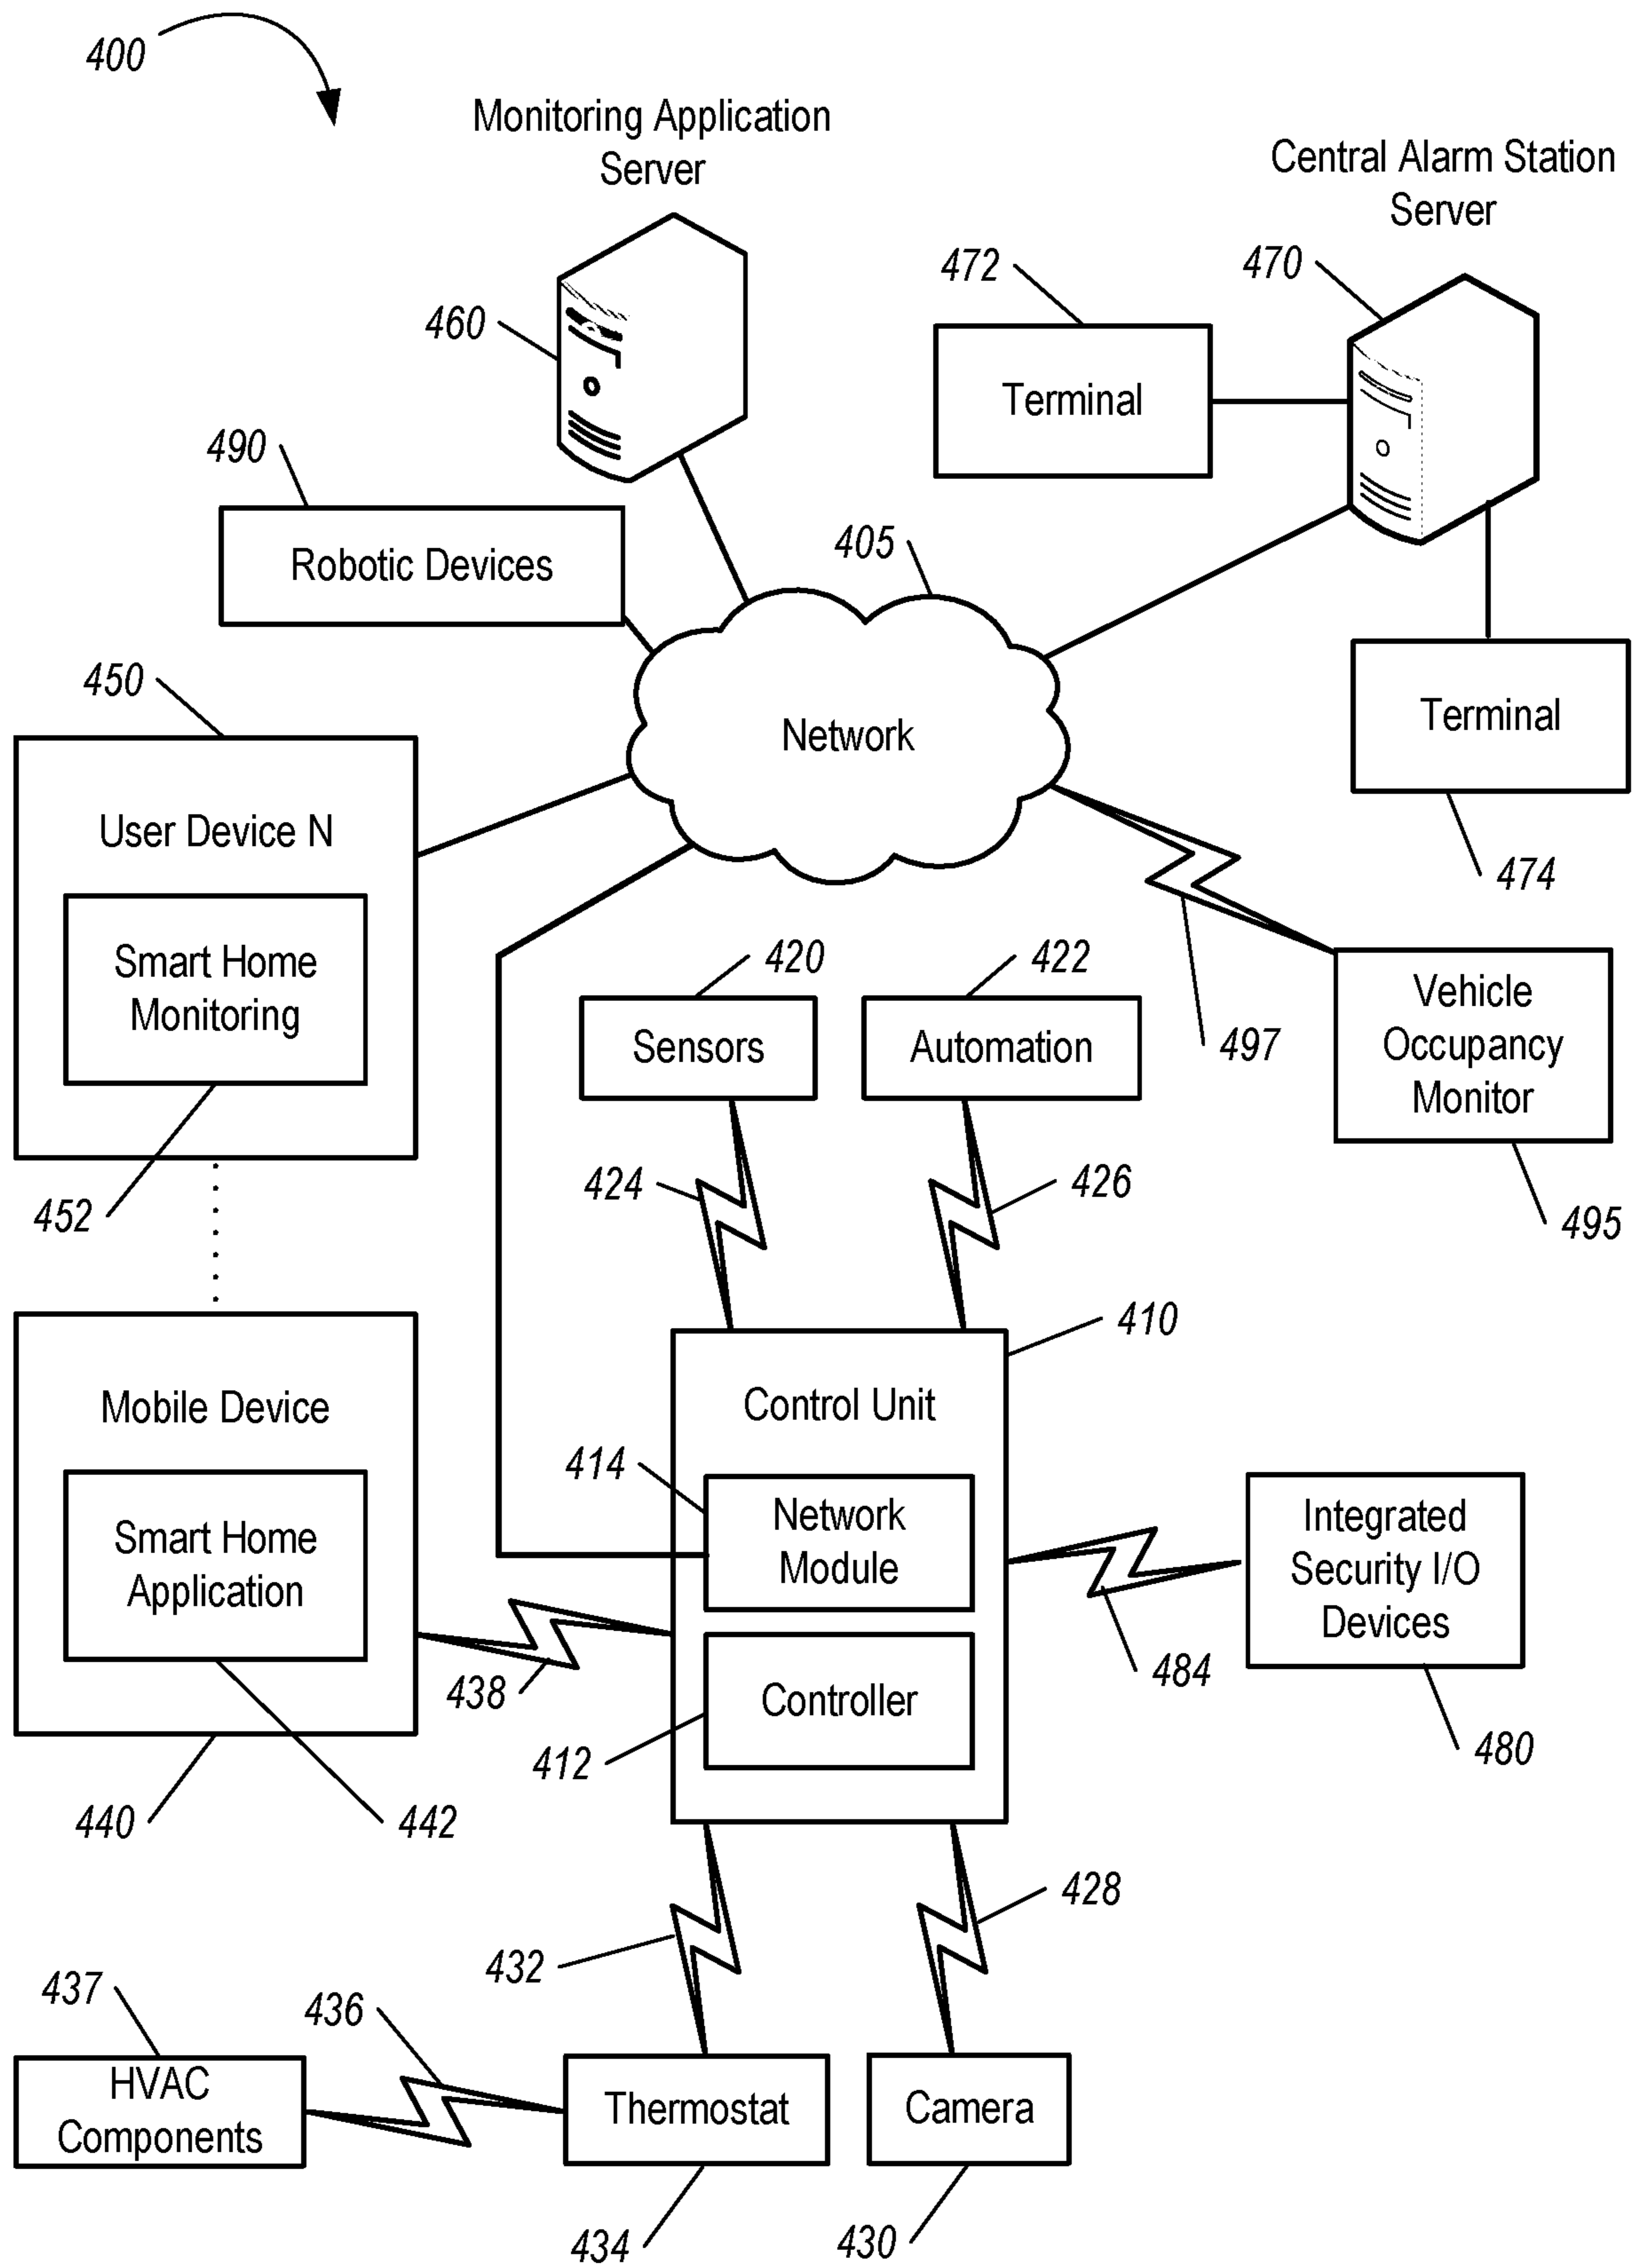 400
Monitoring Application
Server
Central Alarm Station
Server
472
470
460
Terminal
490
405
Robotic Devices
450
Network
Terminal
User Device N
474
420
422
Smart Home
Monitoring
497
Vehicle
Occupancy
Monitor
Sensors
Automation
424
426
452
495
410
Mobile Device
Control Unit
414
Network
Module
Integrated
Security I/O
Devices
Smart Home
Application
438
484
Controller
412
480
440
442
428
432
437
436
HVAC
Components
Thermostat
Camera
434
430